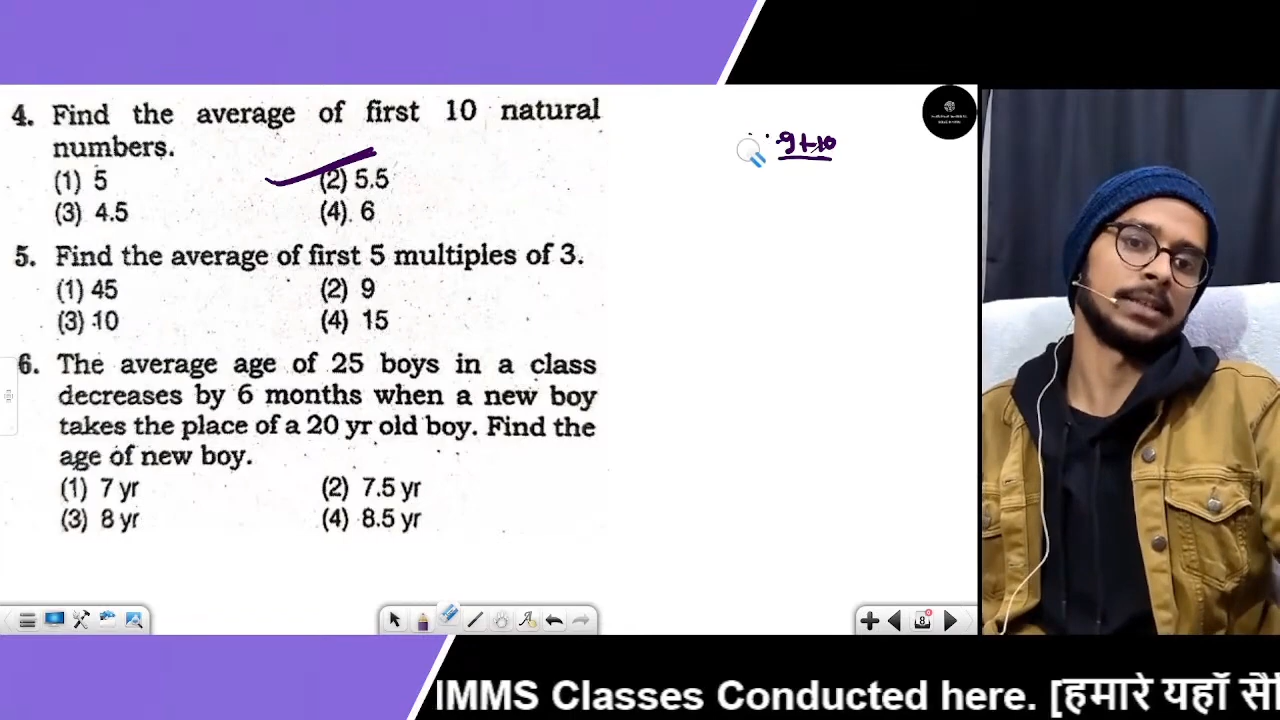 4. Find the average of first 10 natural
numbers.
(1) 5 (2) 5.5
(3) 4.5 (4) 6
9+10
5. Find the average of first 5 multiples of 3.
(1) 45 (2) 9
(3) 10 (4) 15
6. The average age of 25 boys in a class
decreases by 6 months when a new boy
takes the place of a 20 yr old boy. Find the
age of new boy.
(1) 7 yr (2) 7.5 yr
(3) 8 yr (4) 8.5 yr
8
IMMS Classes Conducted here. [हमारे यहाँ सै